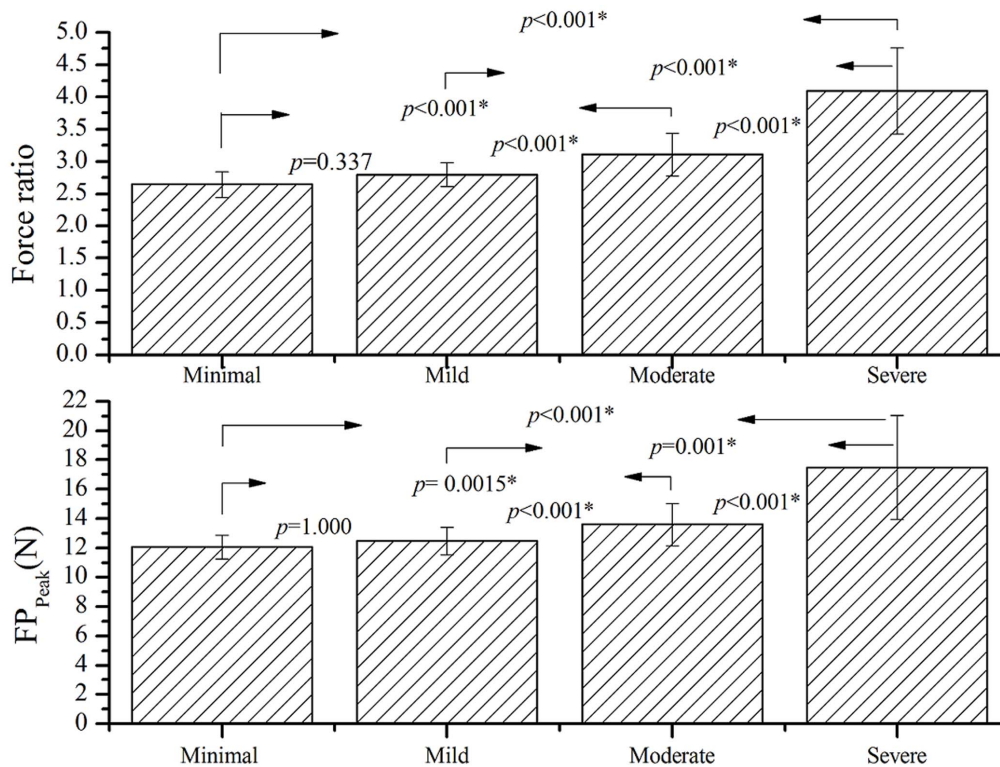 p<0.001*
5.0
4.5
p<0.001*
4.0
p<0.001*
3.5
p<0.001*
p<0.001*
3.0
p=0.337
2.5
2.0
1.5
1.0
0.5
0.0
Force ratio
Minimal Mild Moderate Severe
22
p<0.001*
20
p=0.001*
18
16
p= 0.0015*
14
p<0.001*
p<0.001*
p=1.000
12
10
8
6
4
2
0
FPPeak(N)
Minimal Mild Moderate Severe